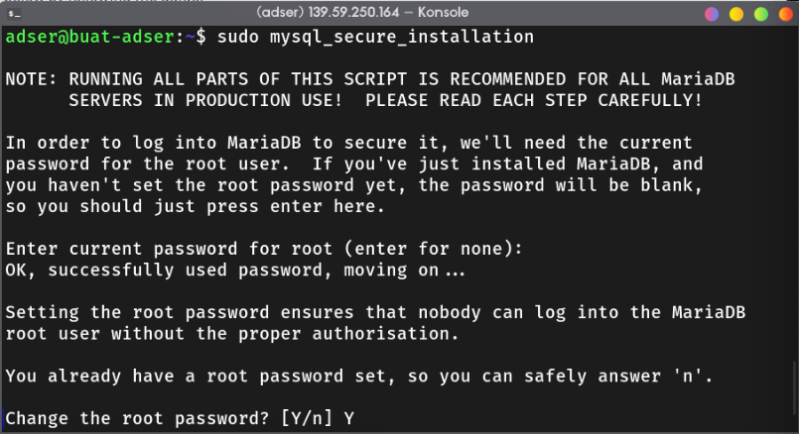 (adser) 139.59.250.164 — Konsole
adser@buat-adser:~$ sudo mysql_secure_installation
NOTE: RUNNING ALL PARTS OF THIS SCRIPT IS RECOMMENDED FOR ALL MariaDB
SERVERS IN PRODUCTION USE!  PLEASE READ EACH STEP CAREFULLY!
In order to log into MariaDB to secure it, we'll need the current
password for the root user.  If you've just installed MariaDB, and
you haven't set the root password yet, the password will be blank,
so you should just press enter here.
Enter current password for root (enter for none):
OK, successfully used password, moving on...
Setting the root password ensures that nobody can log into the MariaDB
root user without the proper authorisation.
You already have a root password set, so you can safely answer 'n'.
Change the root password? [Y/n] Y